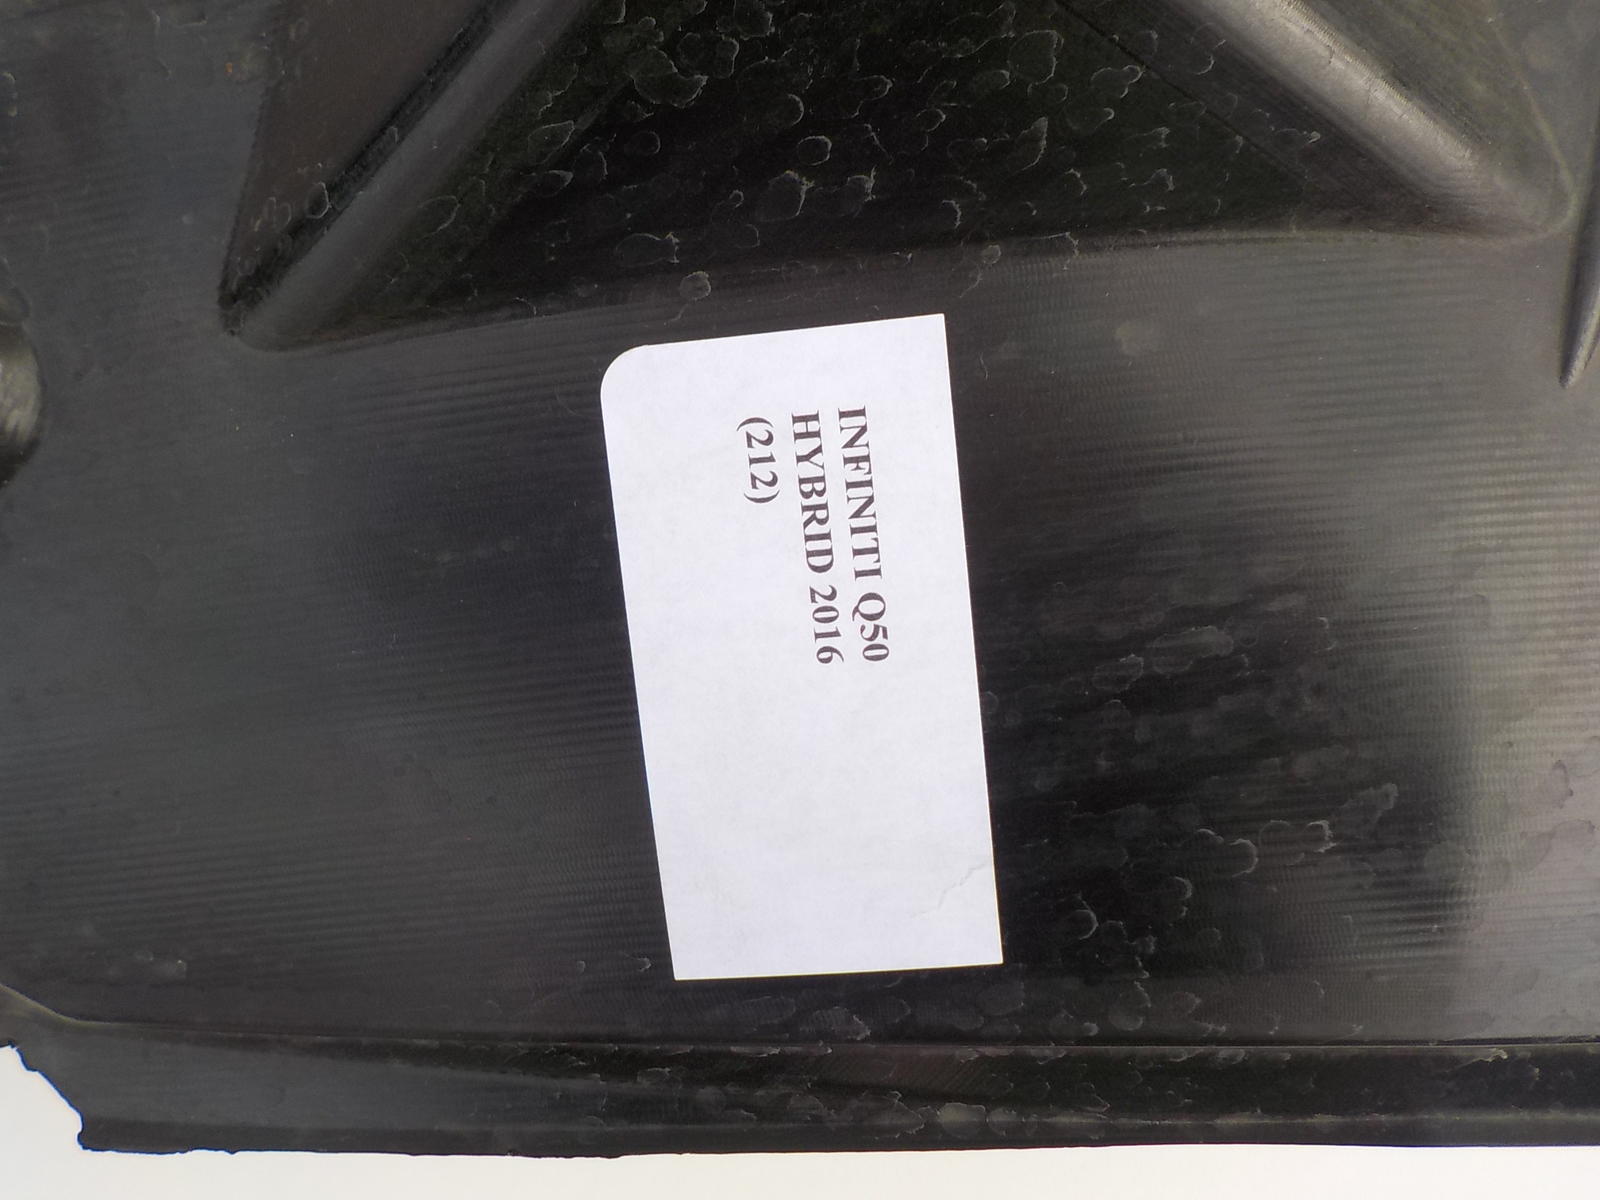 INFINITI Q50
HYBRID 2016
(212)